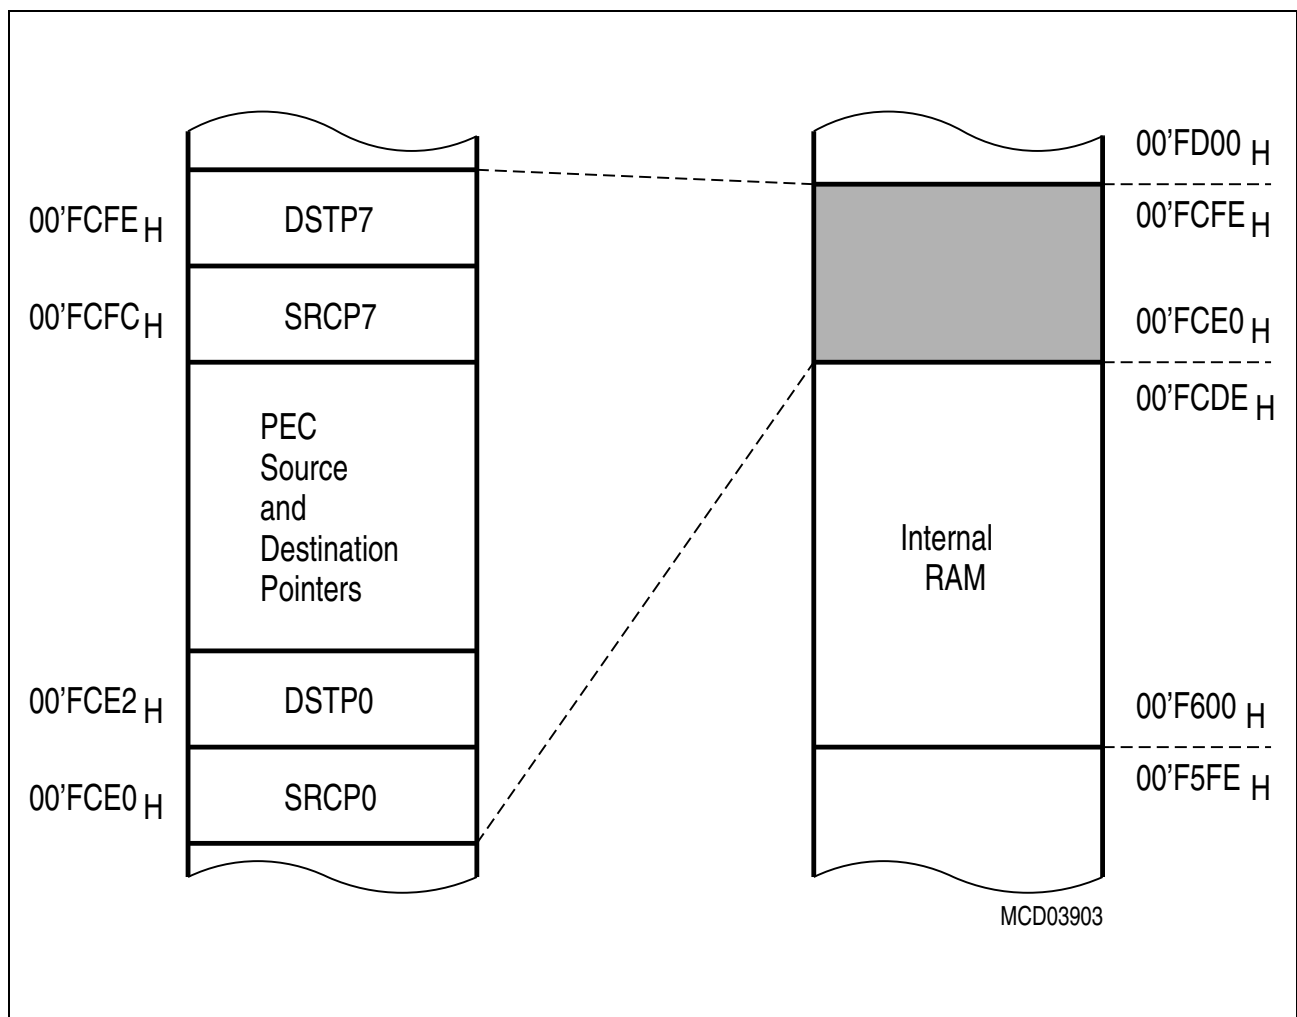 00'FD00 H
00'FCFE H
DSTP7
00'FCFE H
00'FCFC H
SRCP7
00'FCE0 H
00'FCDE H
PEC
Source
and
Destination
Pointers
Internal
RAM
00'FCE2 H
DSTP0
00'F600 H
00'F5FE H
00'FCE0 H
SRCP0
MCD03903